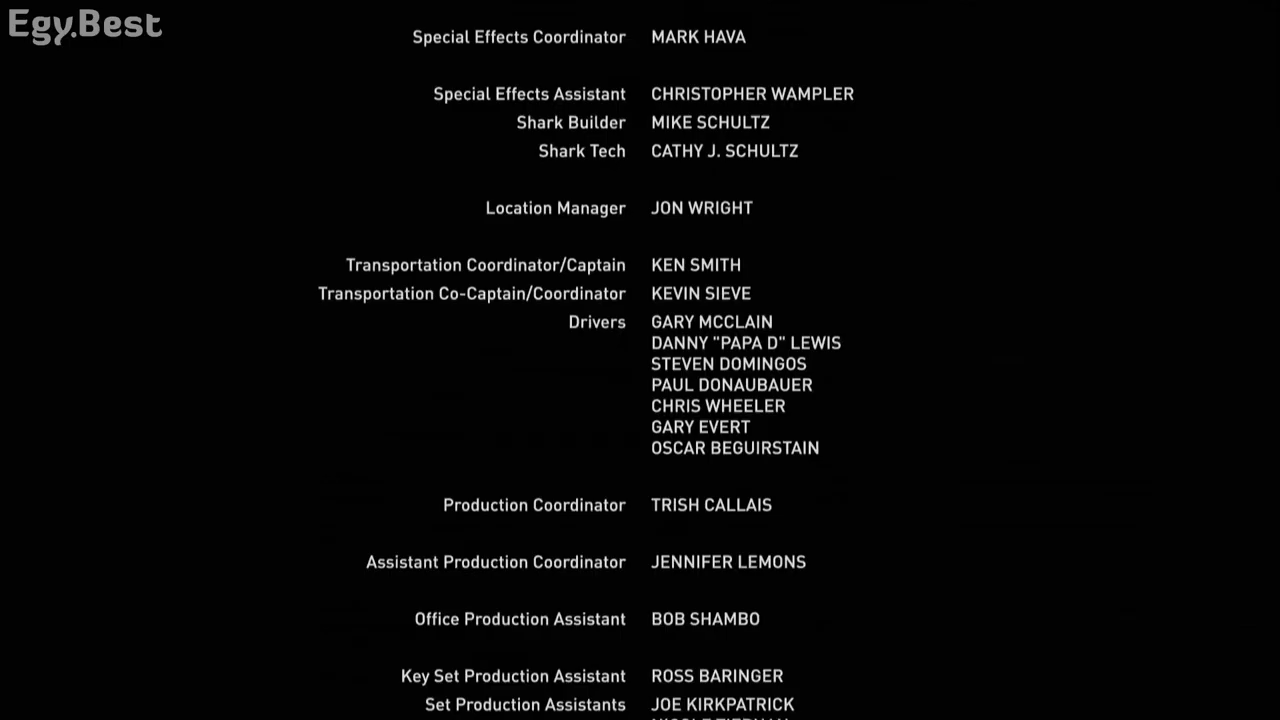 Egy.Best
Special Effects Coordinator MARK HAVA
Special Effects Assistant CHRISTOPHER WAMPLER
Shark Builder MIKE SCHULTZ
Shark Tech CATHY J. SCHULTZ
Location Manager JON WRIGHT
Transportation Coordinator/Captain KEN SMITH
Transportation Co-Captain/Coordinator KEVIN SIEVE
Drivers GARY MCCLAIN
DANNY "PAPA D" LEWIS
STEVEN DOMINGOS
PAUL DONAUBAUER
CHRIS WHEELER
GARY EVERT
OSCAR BEGUIRSTAIN
Production Coordinator TRISH CALLAIS
Assistant Production Coordinator JENNIFER LEMONS
Office Production Assistant BOB SHAMBO
Key Set Production Assistant ROSS BARINGER
Set Production Assistants JOE KIRKPATRICK